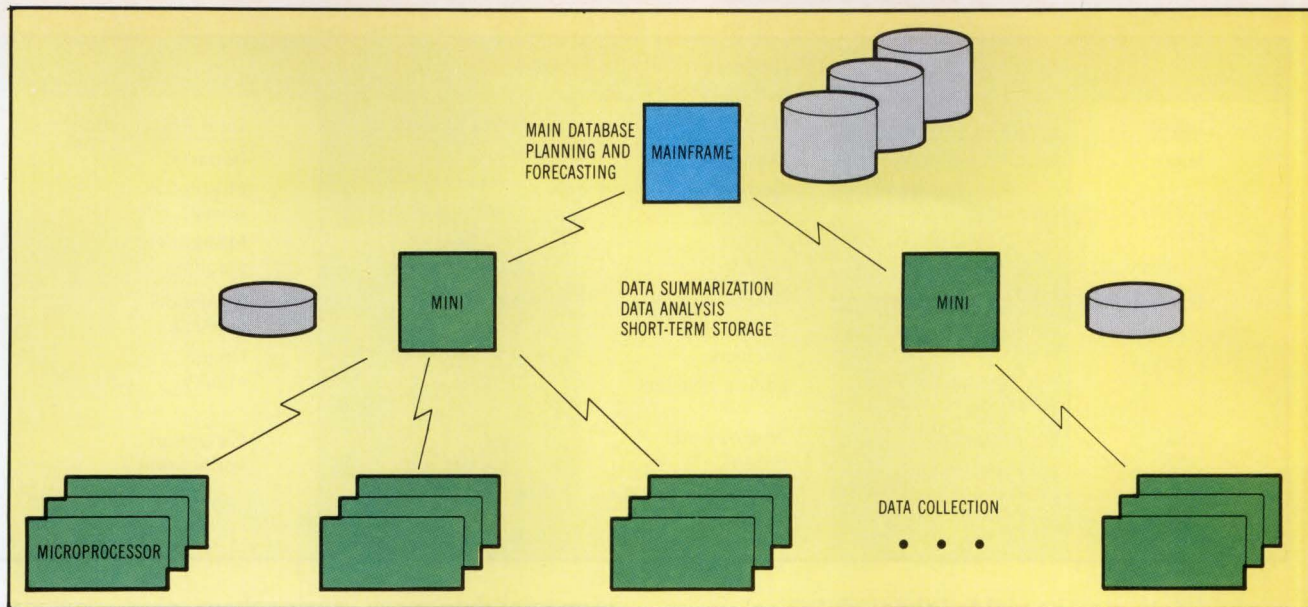 MAIN DATABASE
PLANNING AND
FORECASTING
MAINFRAME
MINI
DATA SUMMARIZATION
DATA ANALYSIS
SHORT-TERM STORAGE
MINI
MICROPROCESSOR
DATA COLLECTION
• • •